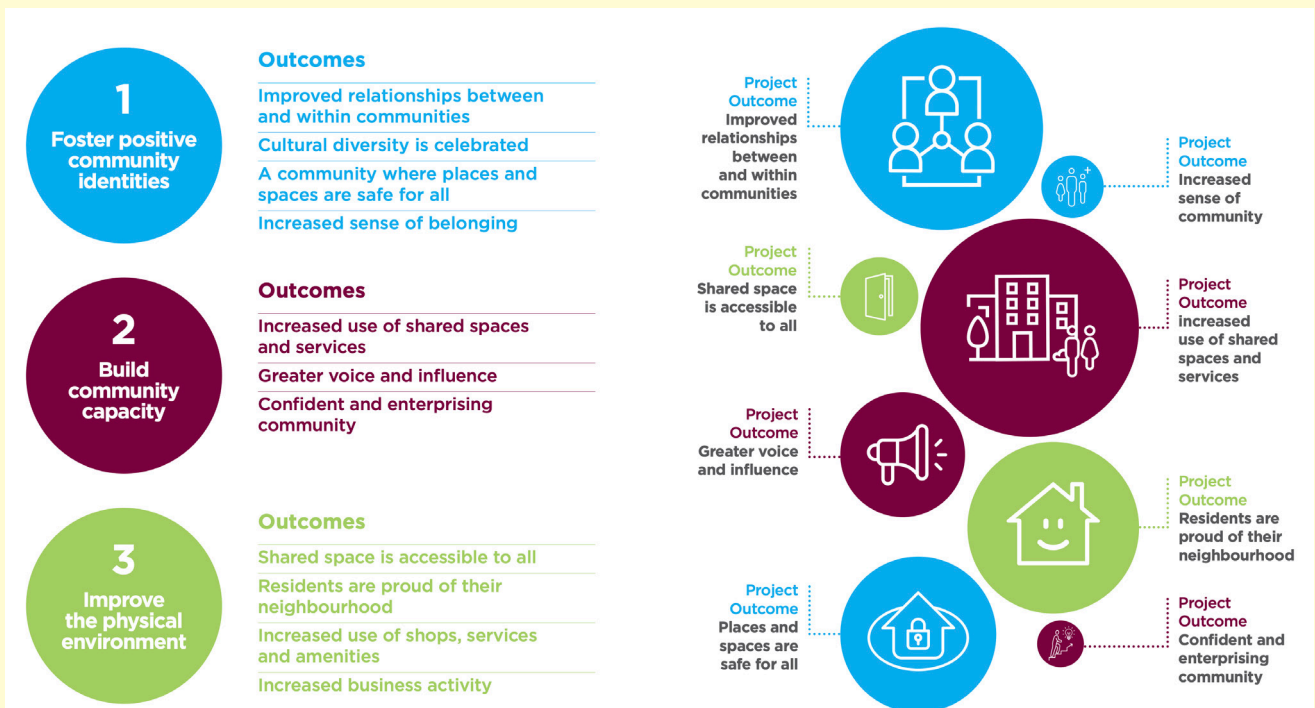 1
Foster positive
community
identities
Outcomes
Improved relationships between
and within communities
Cultural diversity is celebrated
A community where places and
spaces are safe for all
Increased sense of belonging
2
Build
community
capacity
Outcomes
Increased use of shared spaces
and services
Greater voice and influence
Confident and enterprising
community
3
Improve
the physical
environment
Outcomes
Shared space is accessible to all
Residents are proud of their
neighbourhood
Increased use of shops, services
and amenities
Increased business activity
Project
Outcome
Improved
relationships
between
and within
communities
Project
Outcome
Increased
sense of
community
Project
Outcome
Shared space
is accessible
to all
Project
Outcome
increased
use of shared
spaces and
services
Project
Outcome
Greater voice
and influence
Project
Outcome
Residents are
proud of their
neighbourhood
Project
Outcome
Places and
spaces are
safe for all
Project
Outcome
Confident and
enterprising
community